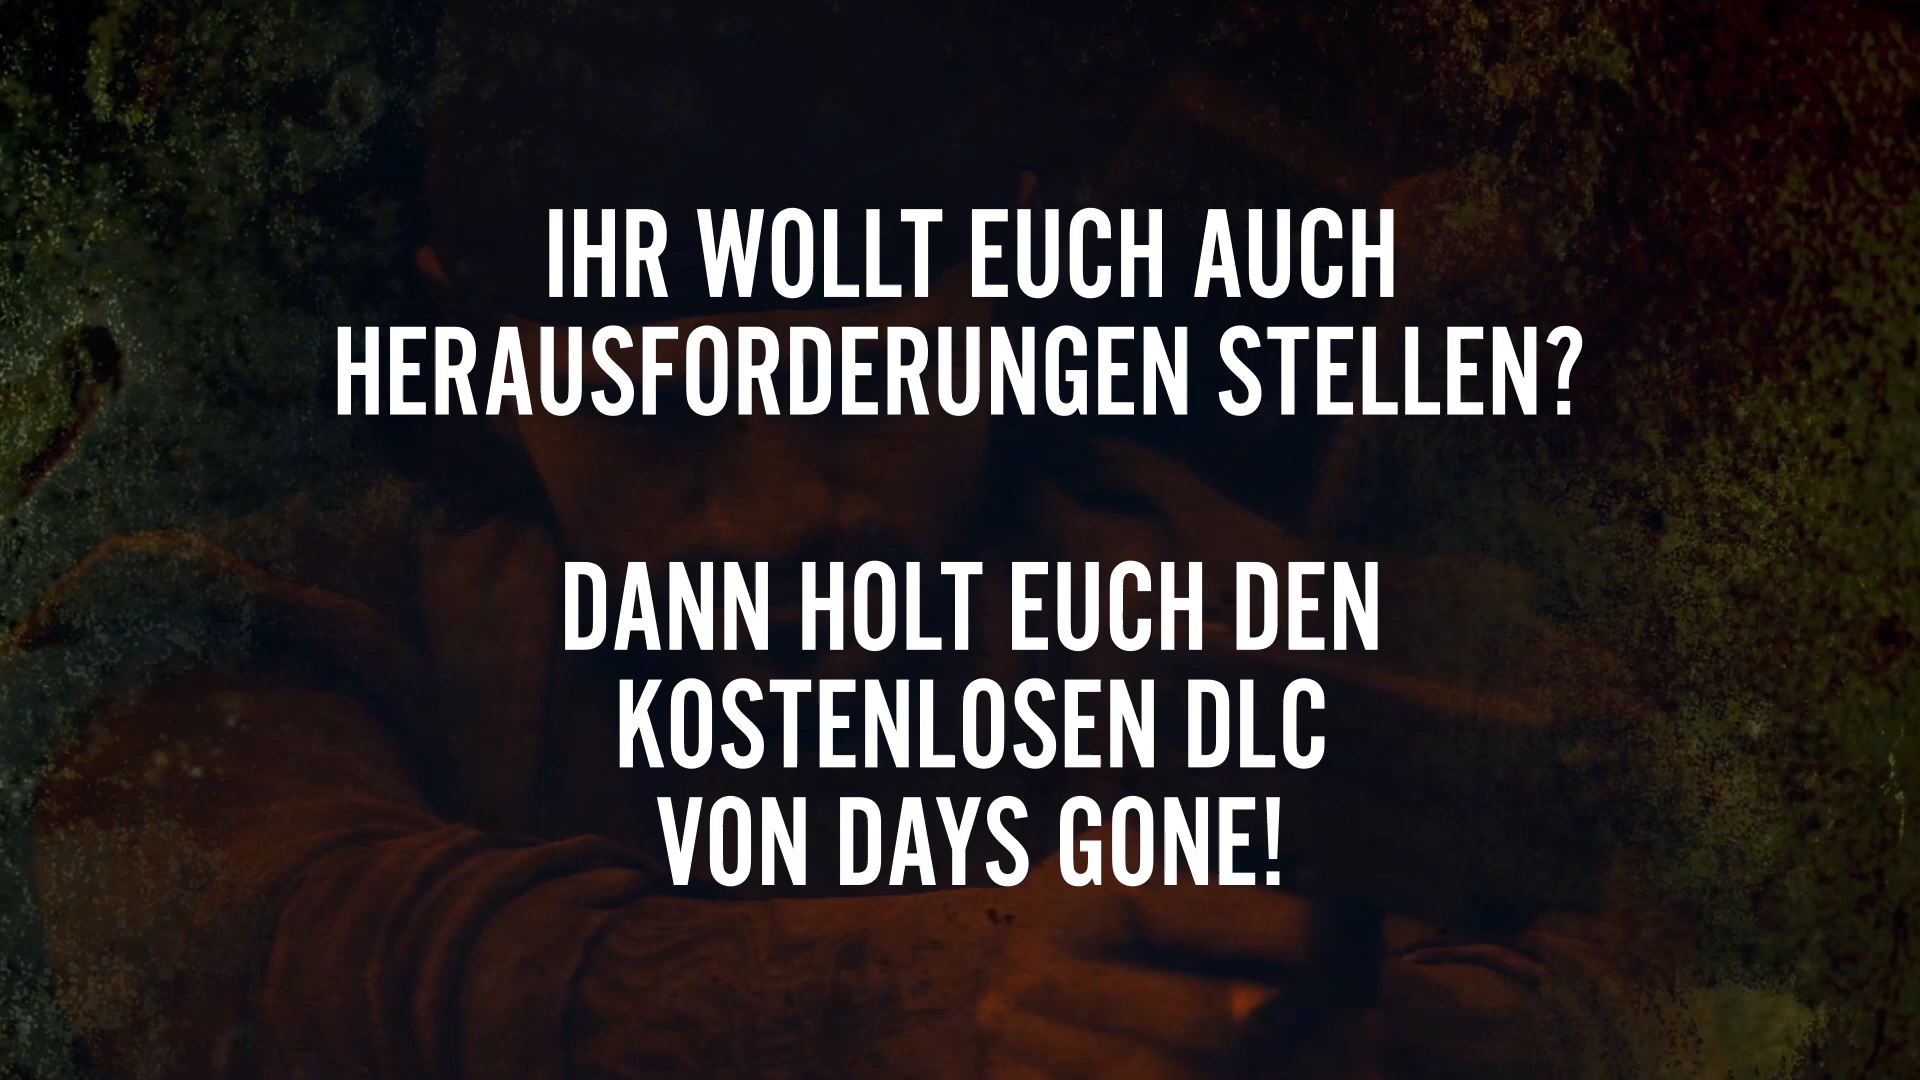 IHR WOLLT EUCH AUCH
HERAUSFORDERUNGEN STELLEN?
DANN HOLT EUCH DEN
KOSTENLOSEN DLC
VON DAYS GONE!